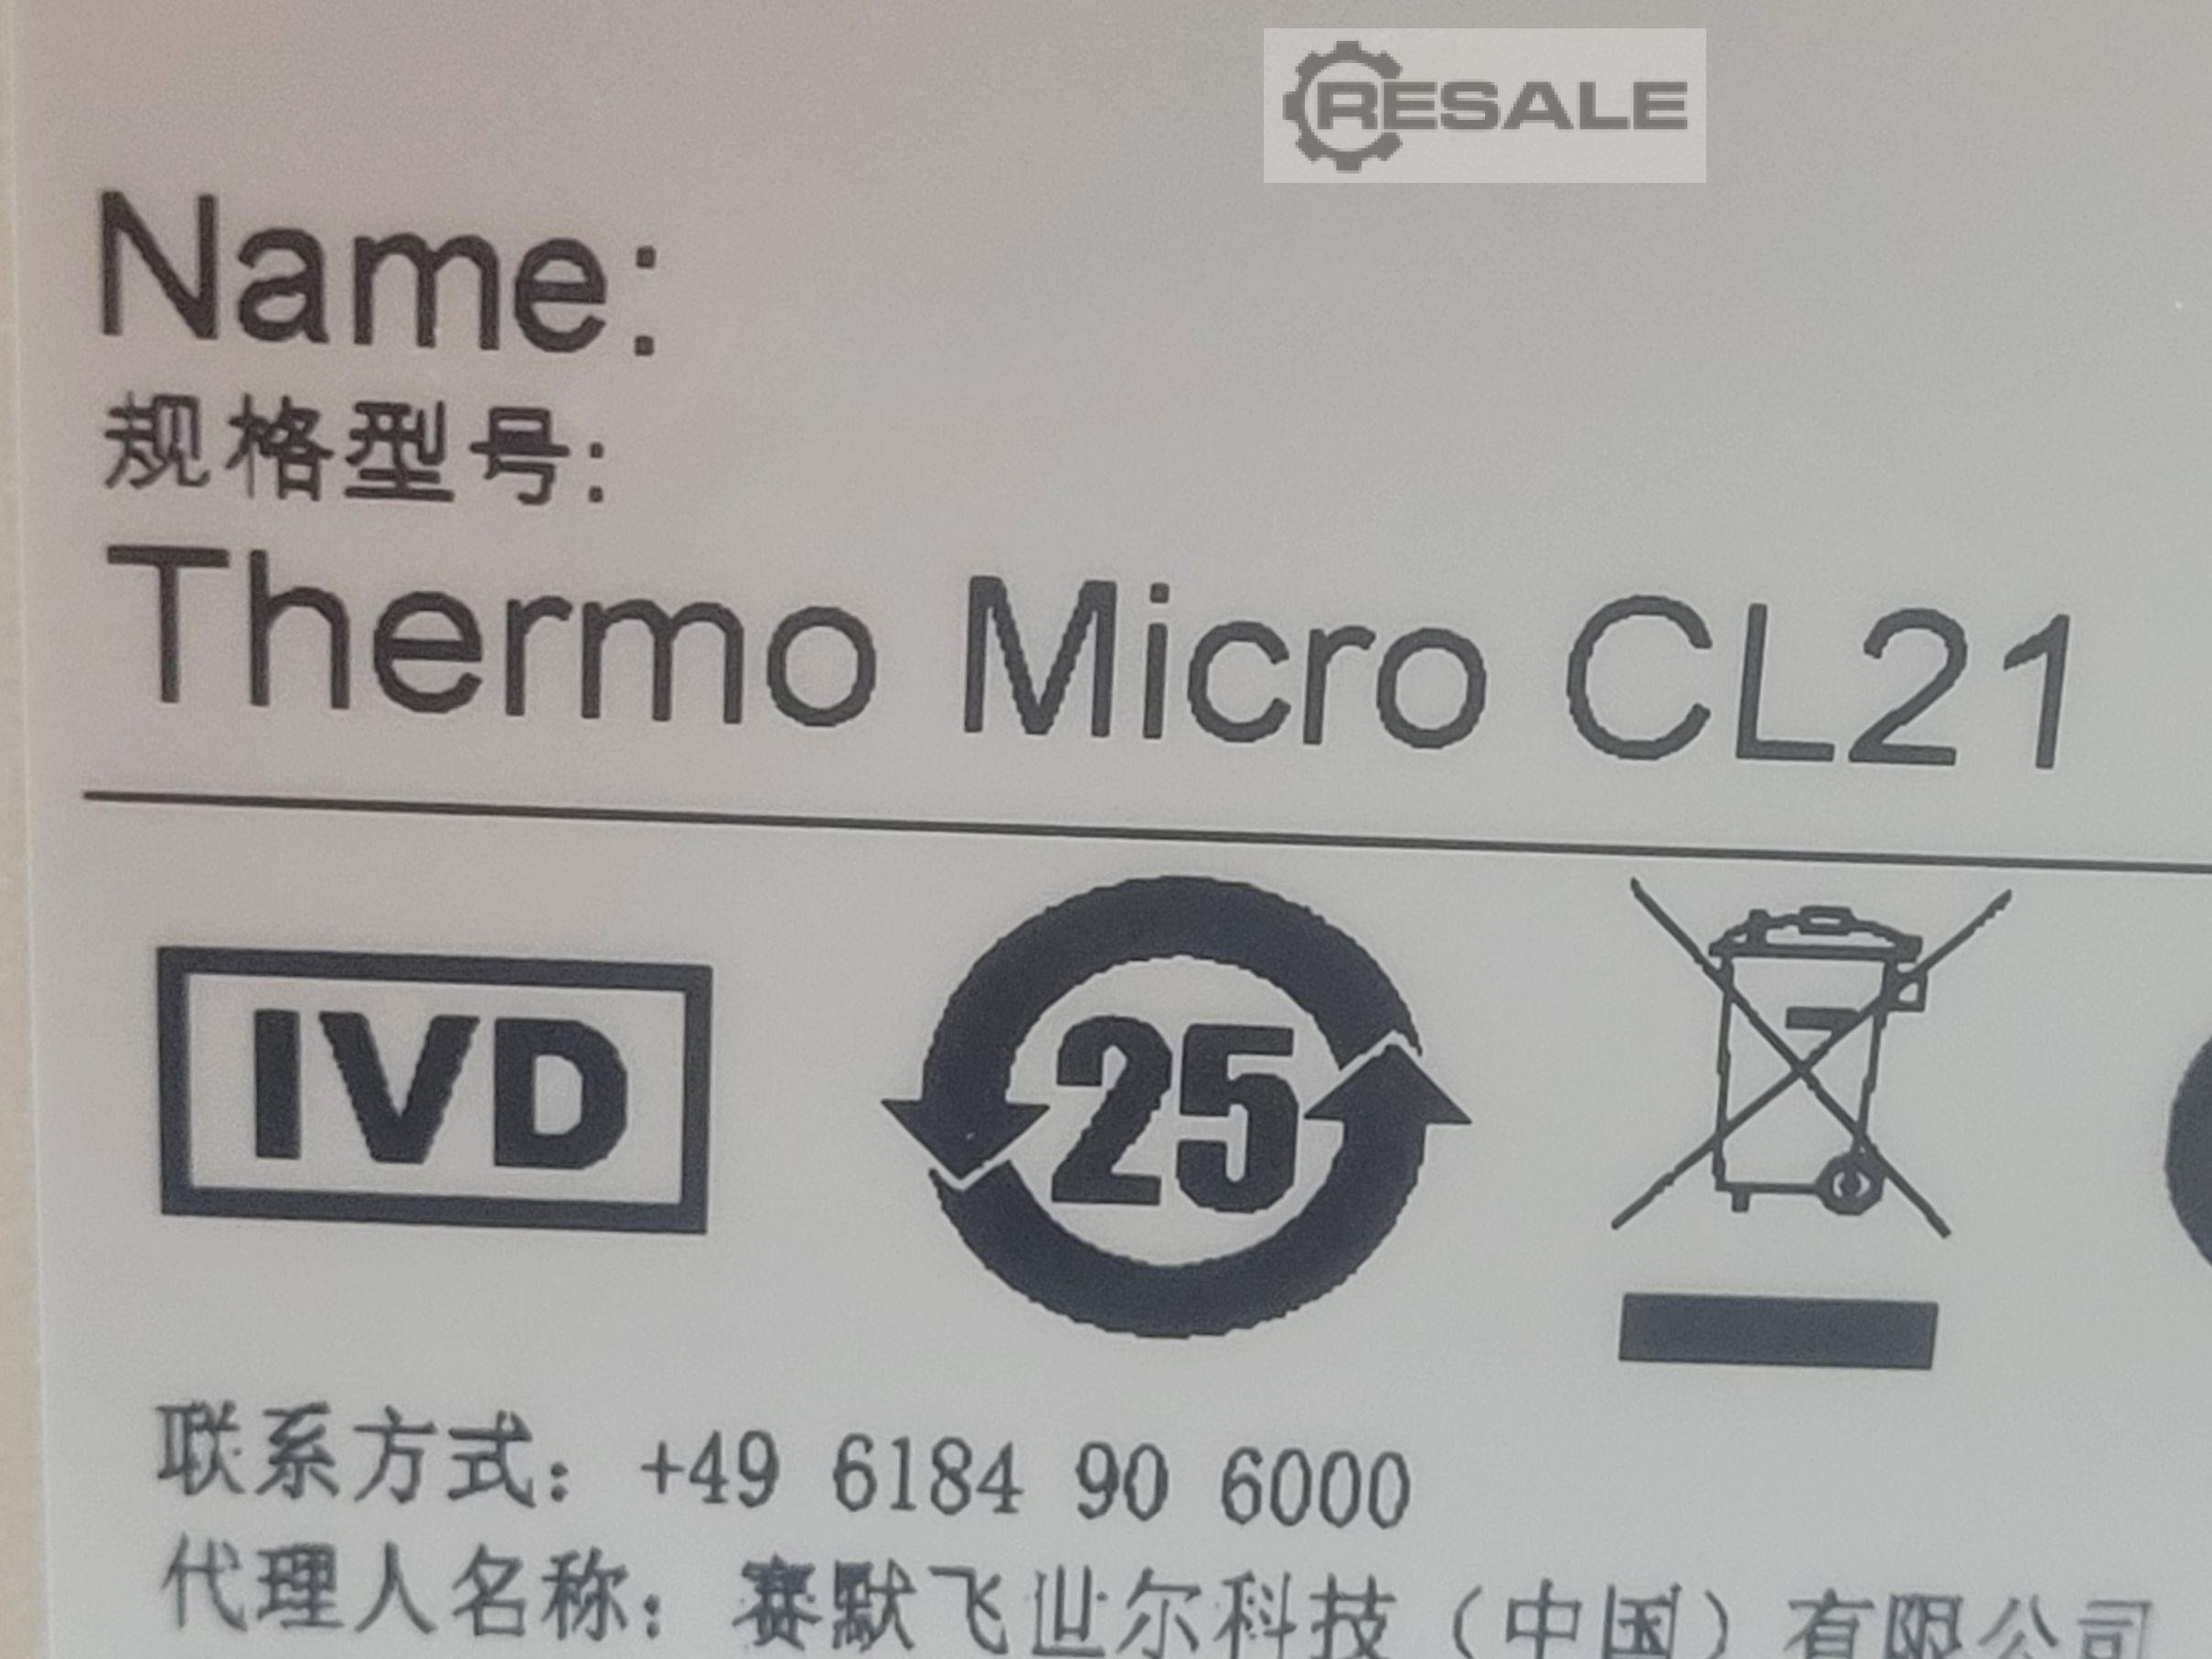 RESALE
Name:
规格型号:
Thermo Micro CL21
IVD
25
联系方式：+49 6184 90 6000
代理人名称：赛默飞世尔科技（中国）有限公司